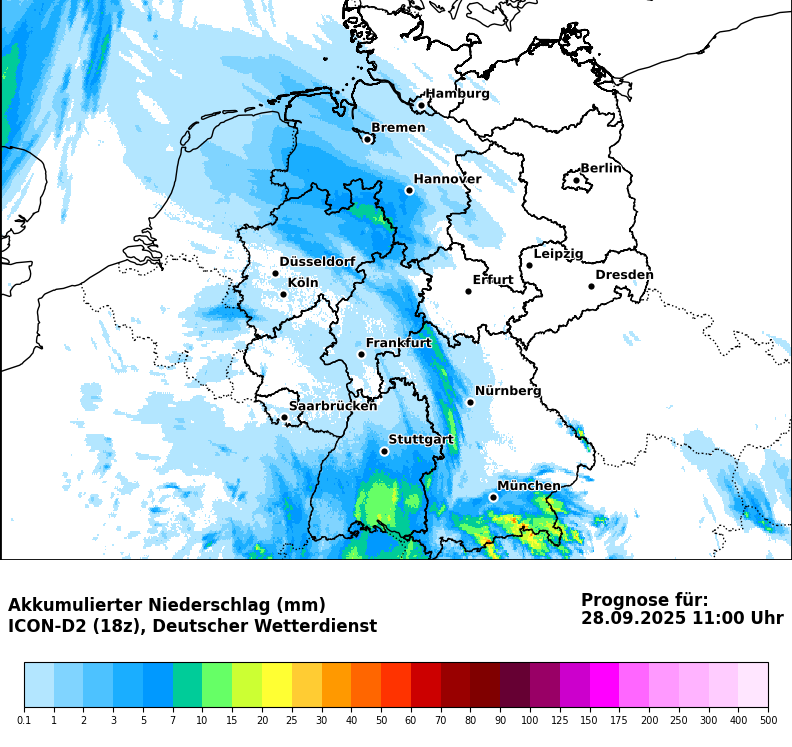 Hamburg
Bremen
Berlin
Hannover
Leipzig
Düsseldorf
Dresden
Köln
Erfurt
Frankfurt
Nürnberg
Saarbrücken
Stuttgart
München
Akkumulierter Niederschlag (mm)
ICON-D2 (18z), Deutscher Wetterdienst
Prognose für:
28.09.2025 11:00 Uhr
0.1 1 2 3 5 7 10 15 20 25 30 40 50 60 70 80 90 100 125 150 175 200 250 300 400 500